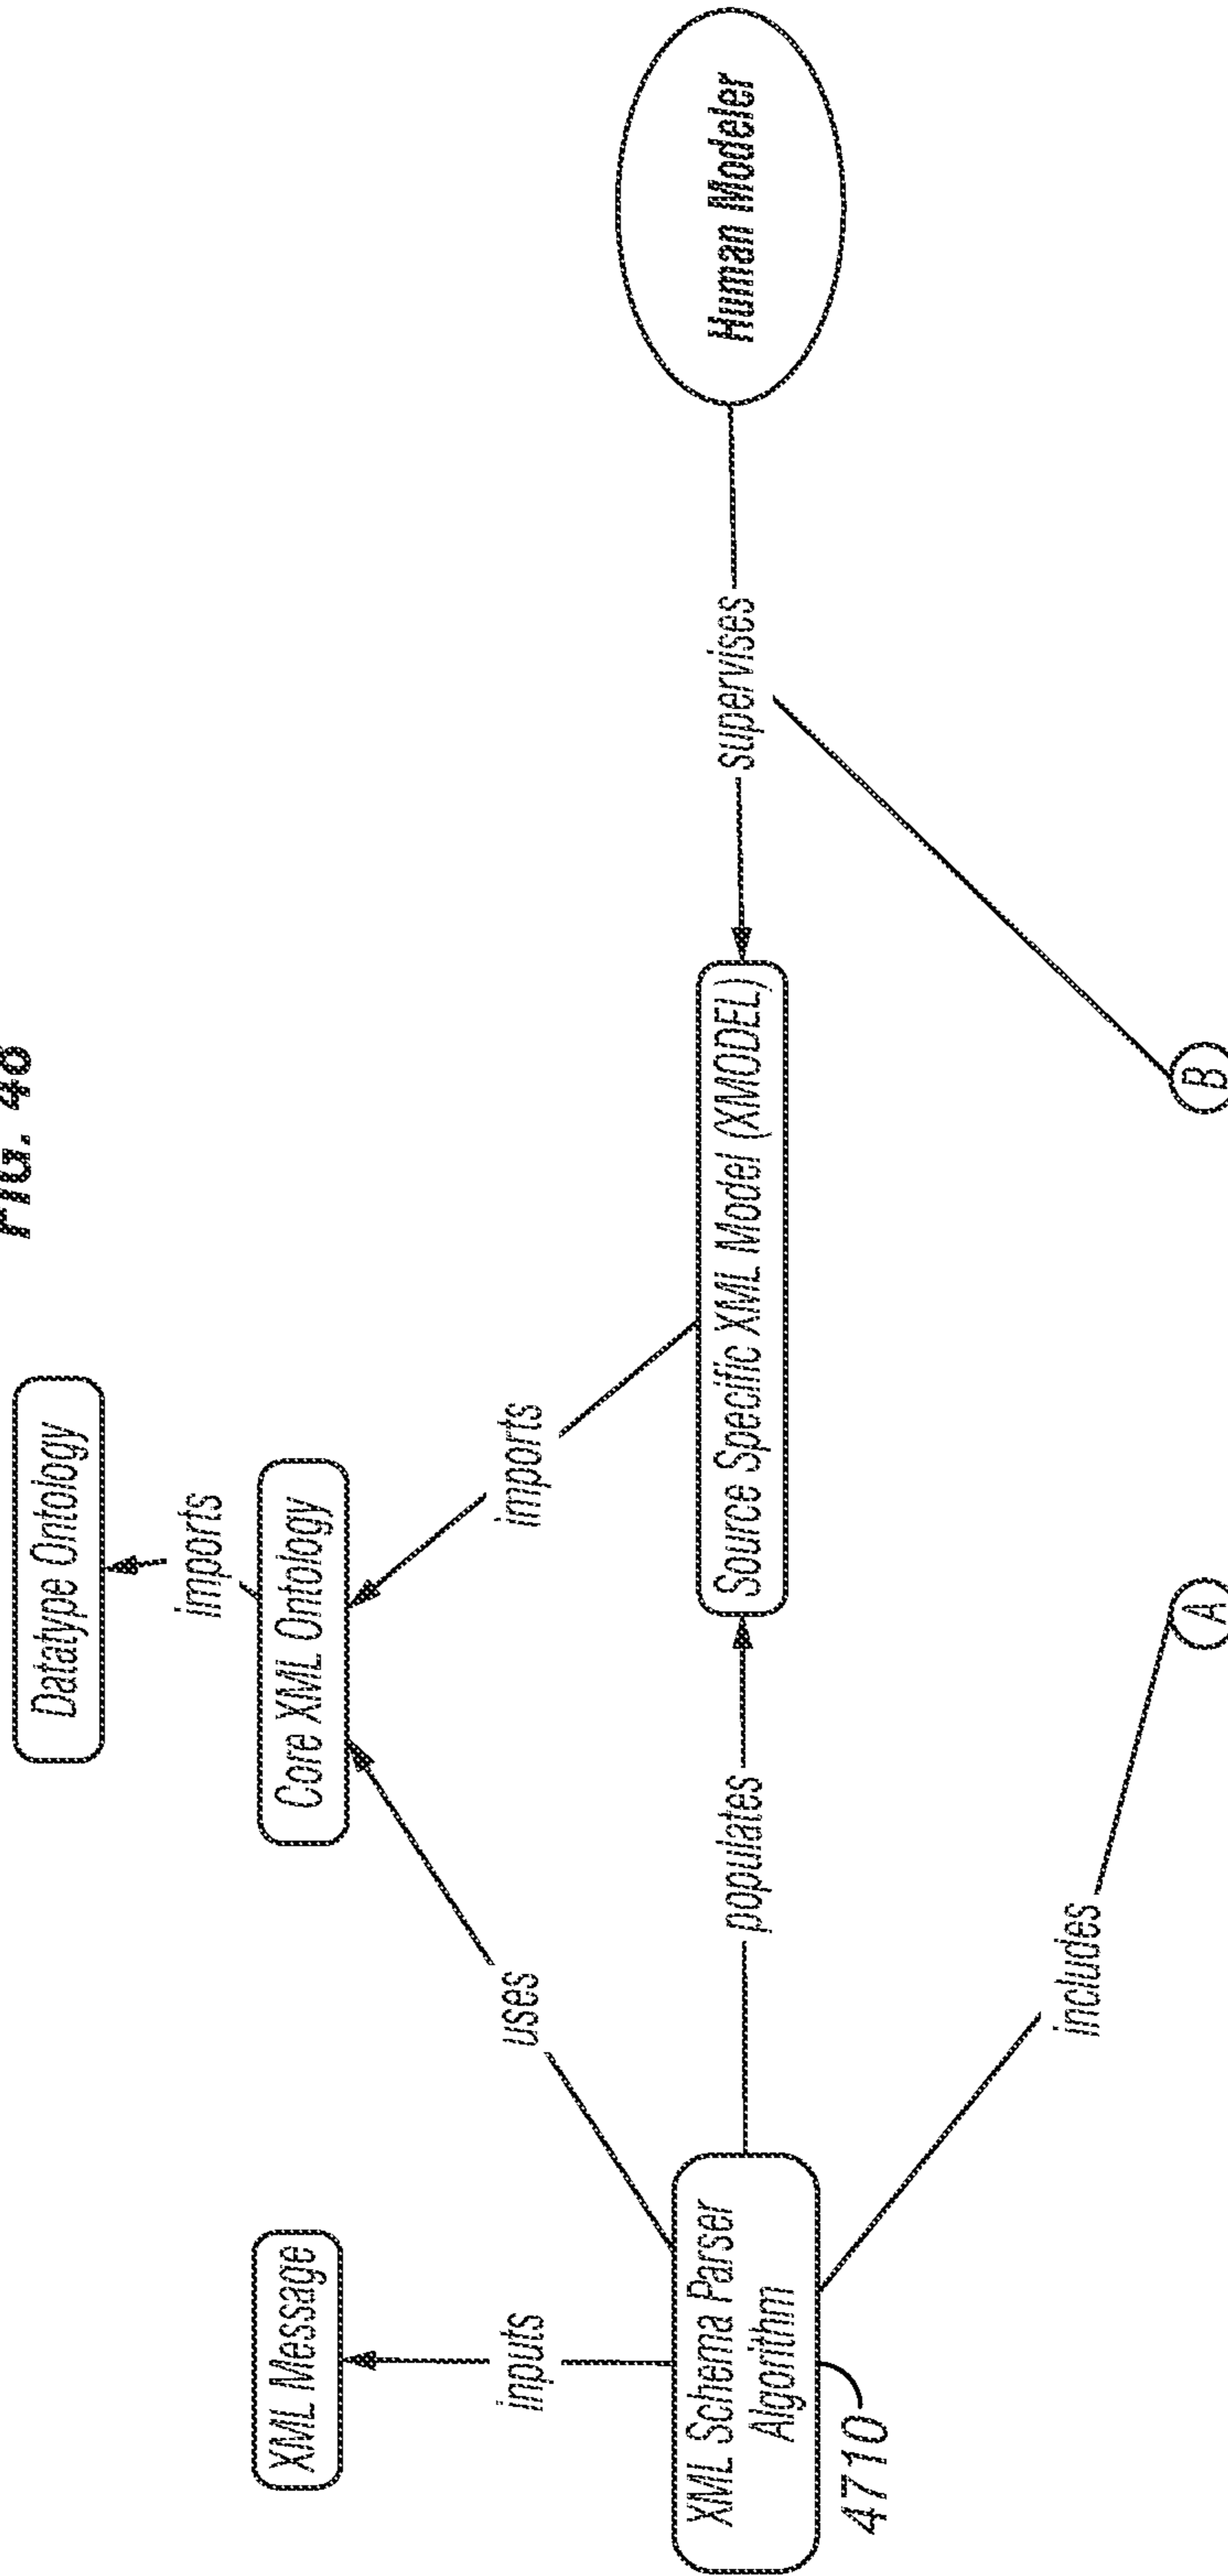 FIG.
Datatype Ontology
imports
XML Message
Core XML Ontology
inputs
uses
imports
XML Schema Parser
Algorithm
populates
Source Specific XML Model (XMODEL)
supervises
Human Modeler
4710
includes
A
B